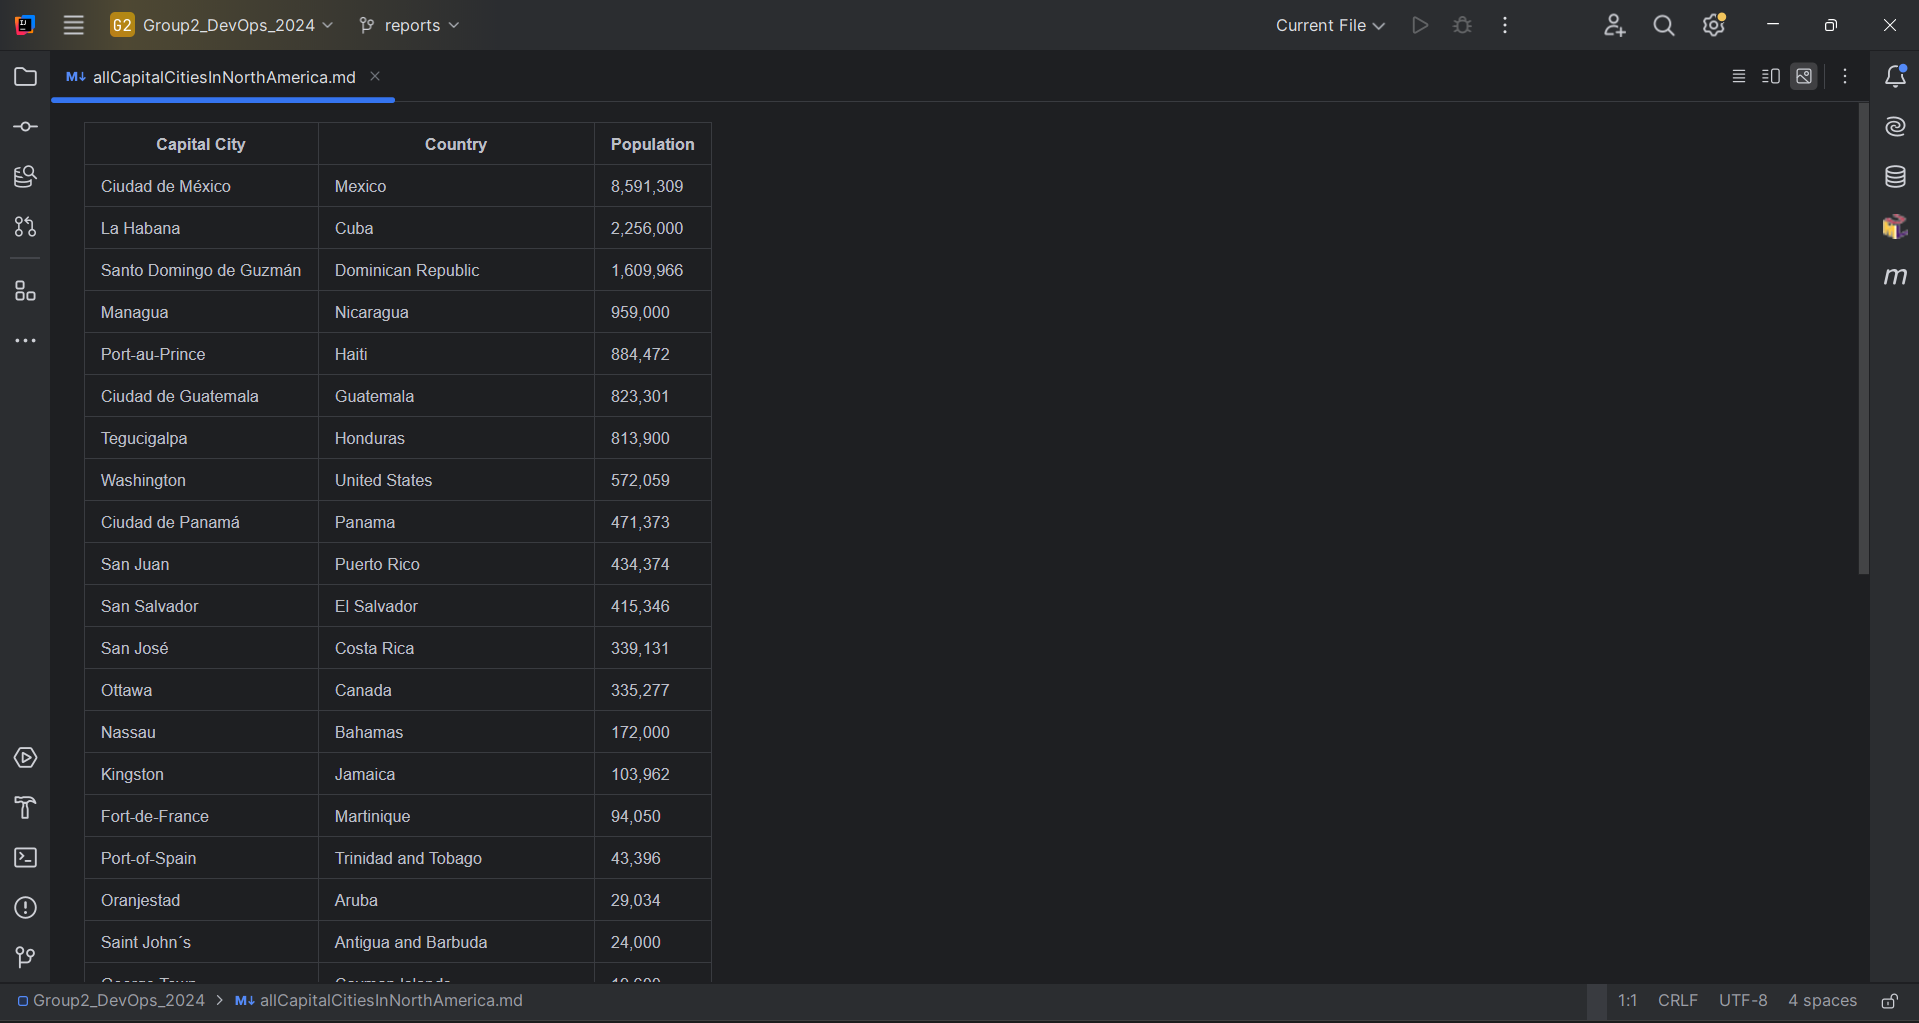 G2 Group2_DevOps_2024 reports Current File
M↓ allCapitalCitiesInNorthAmerica.md
Capital City Country Population
Ciudad de México Mexico 8,591,309
La Habana Cuba 2,256,000
Santo Domingo de Guzmán Dominican Republic 1,609,966
Managua Nicaragua 959,000
Port-au-Prince Haiti 884,472
Ciudad de Guatemala Guatemala 823,301
Tegucigalpa Honduras 813,900
Washington United States 572,059
Ciudad de Panamá Panama 471,373
San Juan Puerto Rico 434,374
San Salvador El Salvador 415,346
San José Costa Rica 339,131
Ottawa Canada 335,277
Nassau Bahamas 172,000
Kingston Jamaica 103,962
Fort-de-France Martinique 94,050
Port-of-Spain Trinidad and Tobago 43,396
Oranjestad Aruba 29,034
Saint John´s Antigua and Barbuda 24,000
Group2_DevOps_2024 > M↓ allCapitalCitiesInNorthAmerica.md 1:1 CRLF UTF-8 4 spaces